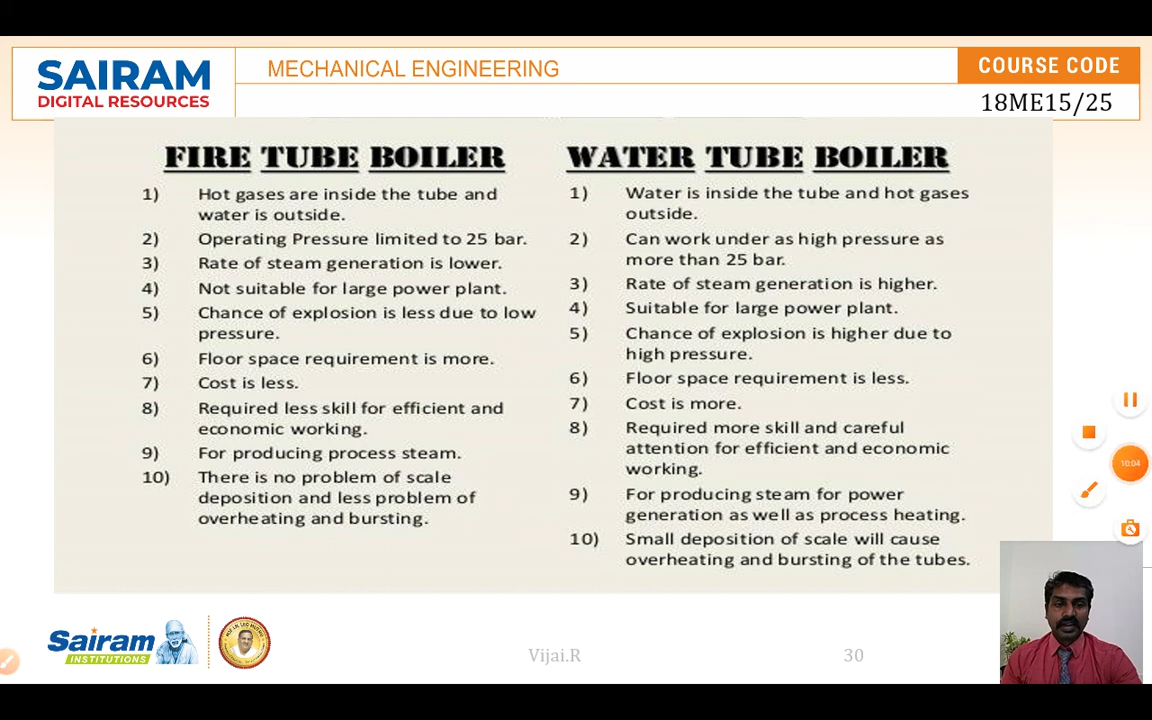 SAIRAM
DIGITAL RESOURCES
MECHANICAL ENGINEERING
COURSE CODE
18ME15/25
FIRE TUBE BOILER
1) Hot gases are inside the tube and
water is outside.
2) Operating Pressure limited to 25 bar.
3) Rate of steam generation is lower.
4) Not suitable for large power plant.
5) Chance of explosion is less due to low
pressure.
6) Floor space requirement is more.
7) Cost is less.
8) Required less skill for efficient and
economic working.
9) For producing process steam.
10) There is no problem of scale
deposition and less problem of
overheating and bursting.
WATER TUBE BOILER
1) Water is inside the tube and hot gases
outside.
2) Can work under as high pressure as
more than 25 bar.
3) Rate of steam generation is higher.
4) Suitable for large power plant.
5) Chance of explosion is higher due to
high pressure.
6) Floor space requirement is less.
7) Cost is more.
8) Required more skill and careful
attention for efficient and economic
working.
9) For producing steam for power
generation as well as process heating.
10) Small deposition of scale will cause
overheating and bursting of the tubes.
10:04
Sairam
INSTITUTIONS
Vijai.R
30